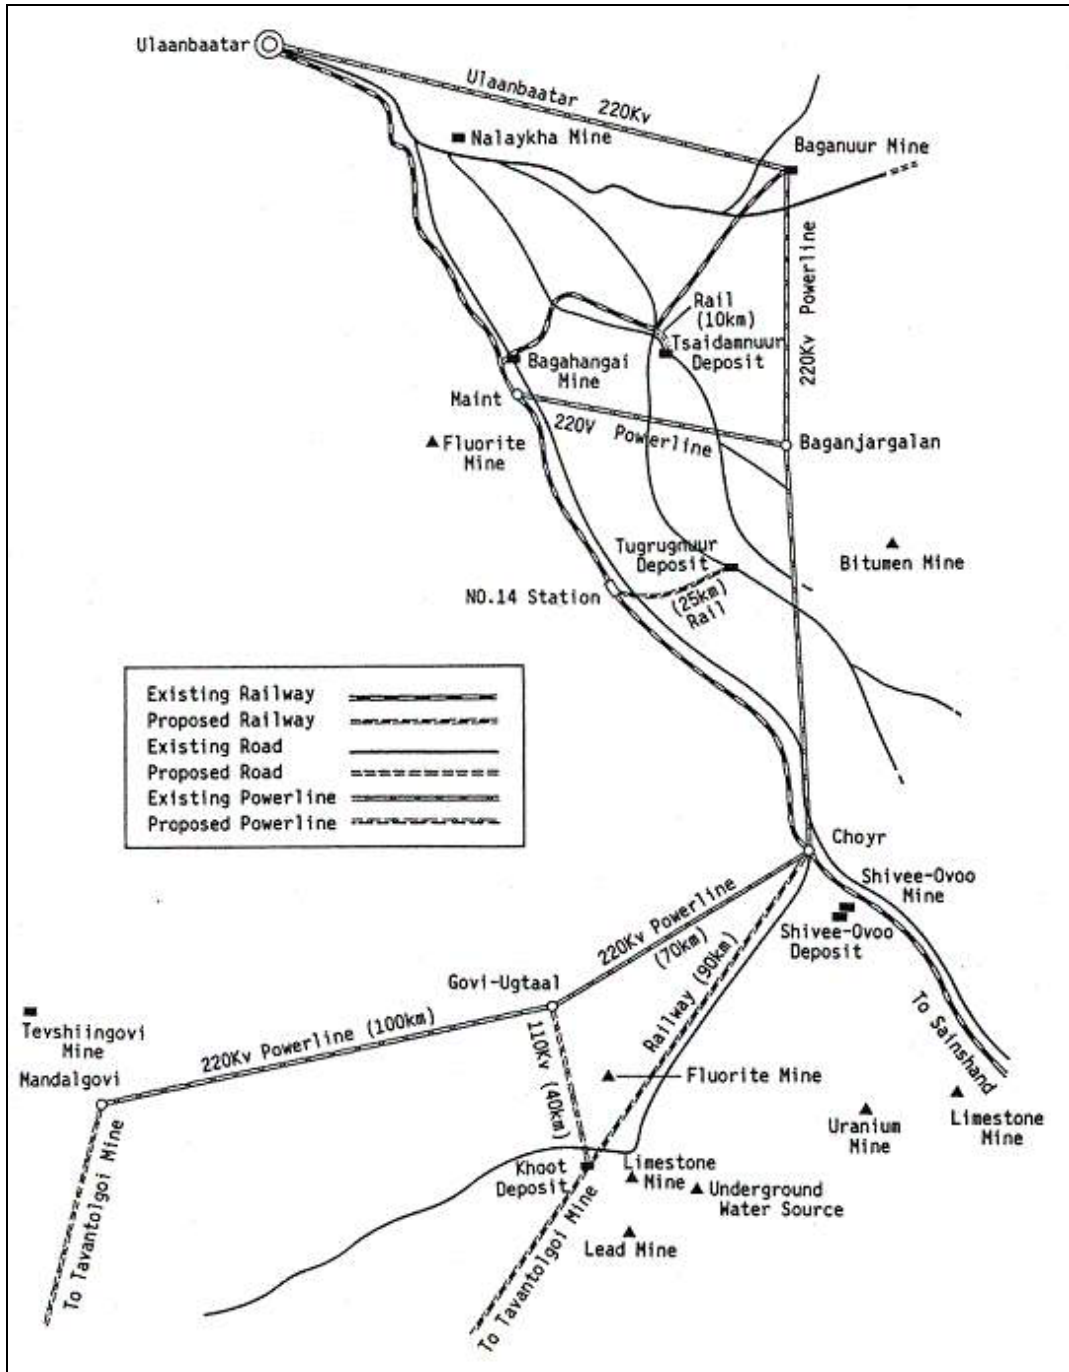 Ulaanbaatar
Ulaanbaatar 220Kv
Nalaykha Mine
Baganuur Mine
220Kv Powerline
Rail
(10km)
Tsaidamnuur
Deposit
Bagahangai
Mine
Maint
220V Powerline
Baganjargalan
Fluorite
Mine
Tugrugnuur
Deposit
Bitumen Mine
NO.14 Station
(25km)
Rail
Existing Railway
Proposed Railway
Existing Road
Proposed Road
Existing Powerline
Proposed Powerline
Choyr
Shivee-Ovoo
Mine
220Kv Powerline
(70km)
Shivee-Ovoo
Deposit
Railway (90km)
Govi-Ugtaal
To Sainshand
Tevshiingovi
Mine
220Kv Powerline (100km)
110Kv (40km)
Mandalgovi
Fluorite Mine
Uranium
Mine
Limestone
Mine
Khoot
Deposit
Limestone
Mine
Underground
Water Source
Lead Mine
To Tavantolgoi Mine
To Tavantolgoi Mine